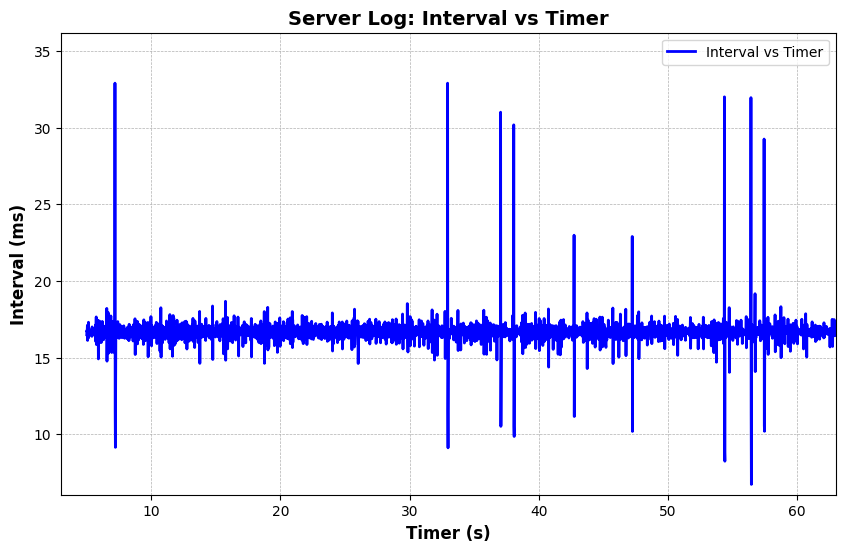 Server Log: Interval vs Timer
Interval vs Timer
35
30
25
20
15
10
Interval (ms)
10 20 30 40 50 60
Timer (s)